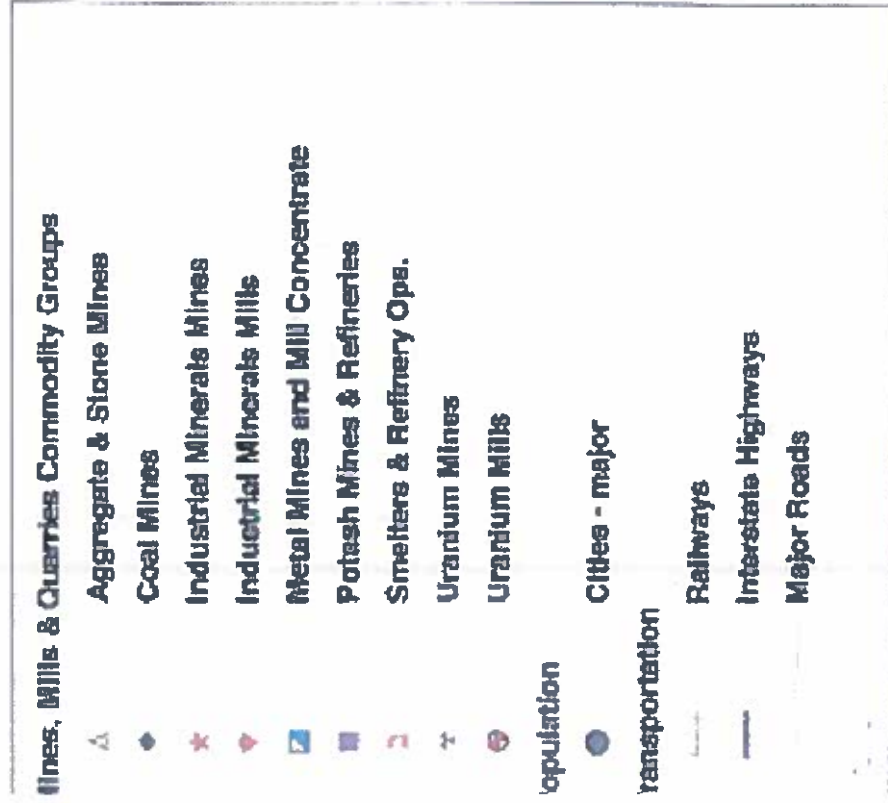 lines, Mills & Quarries Commodity Groups
Aggregate & Stone Mines
Coal Mines
Industrial Minerals Mines
Industrial Minerals Mills
Metal Mines and Mill Concentrate
Potash Mines & Refineries
Smelters & Refinery Ops.
Uranium Mines
Uranium Mills
opulation
Cities - major
ransportation
Railways
Interstate Highways
Major Roads